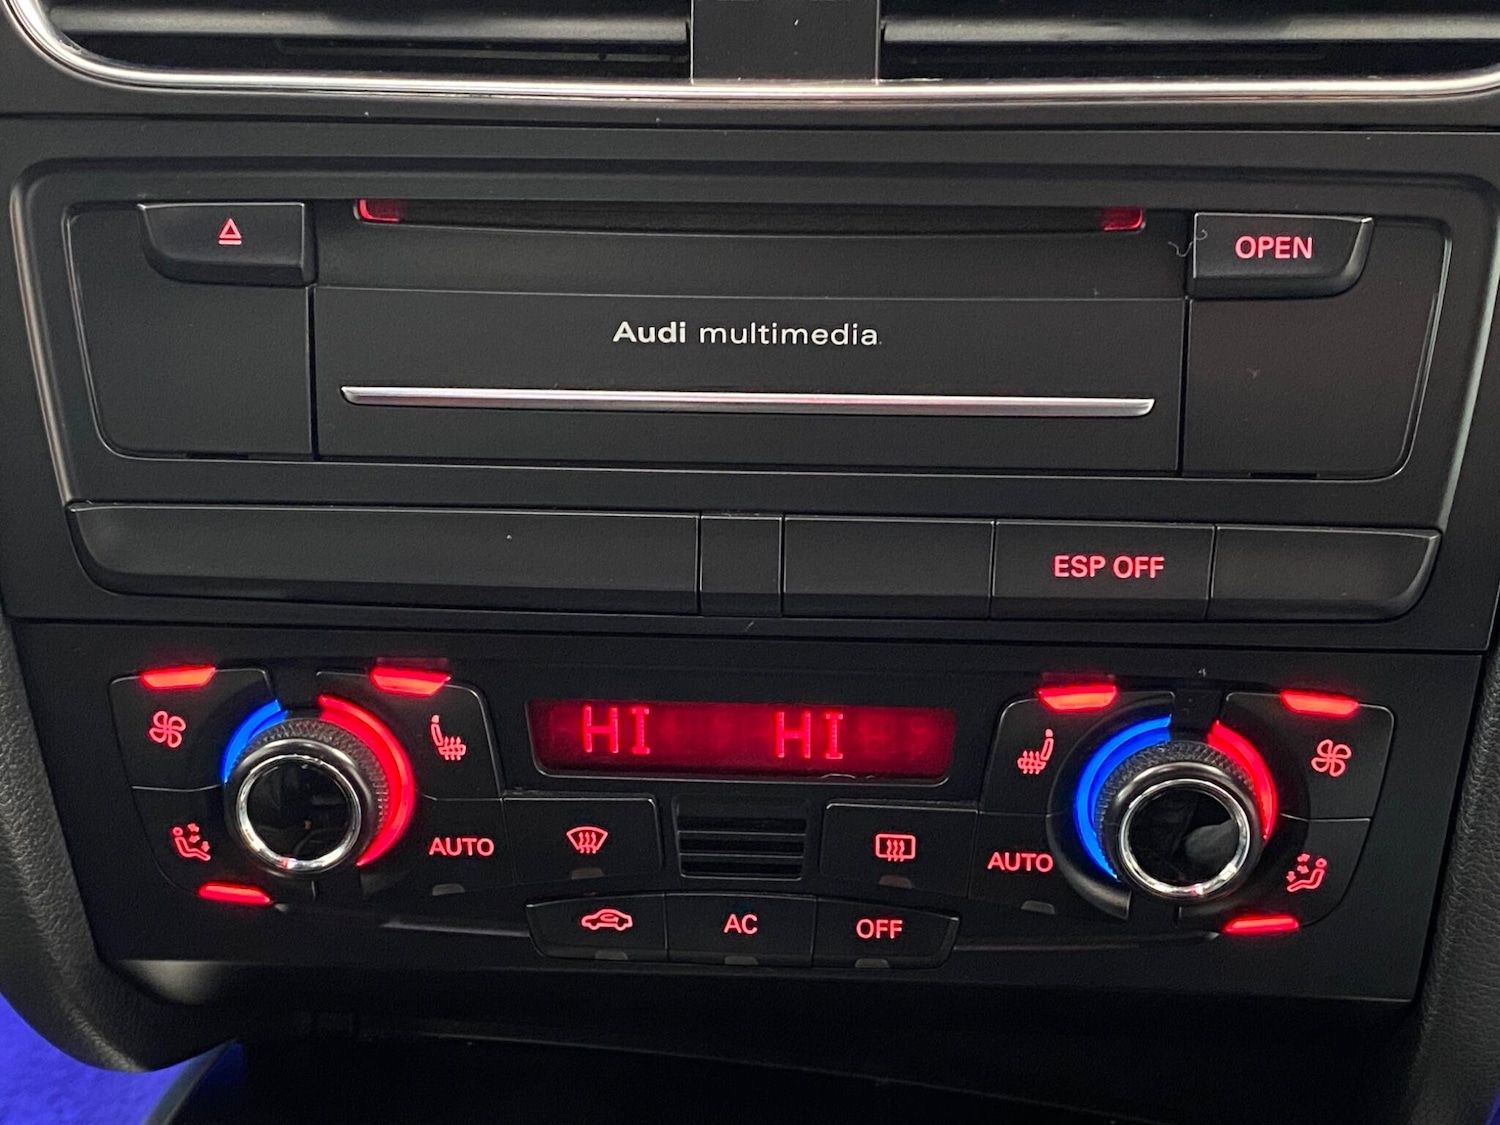 OPEN
Audi multimedia
ESP OFF
HI HI
AUTO
AUTO
AC
OFF